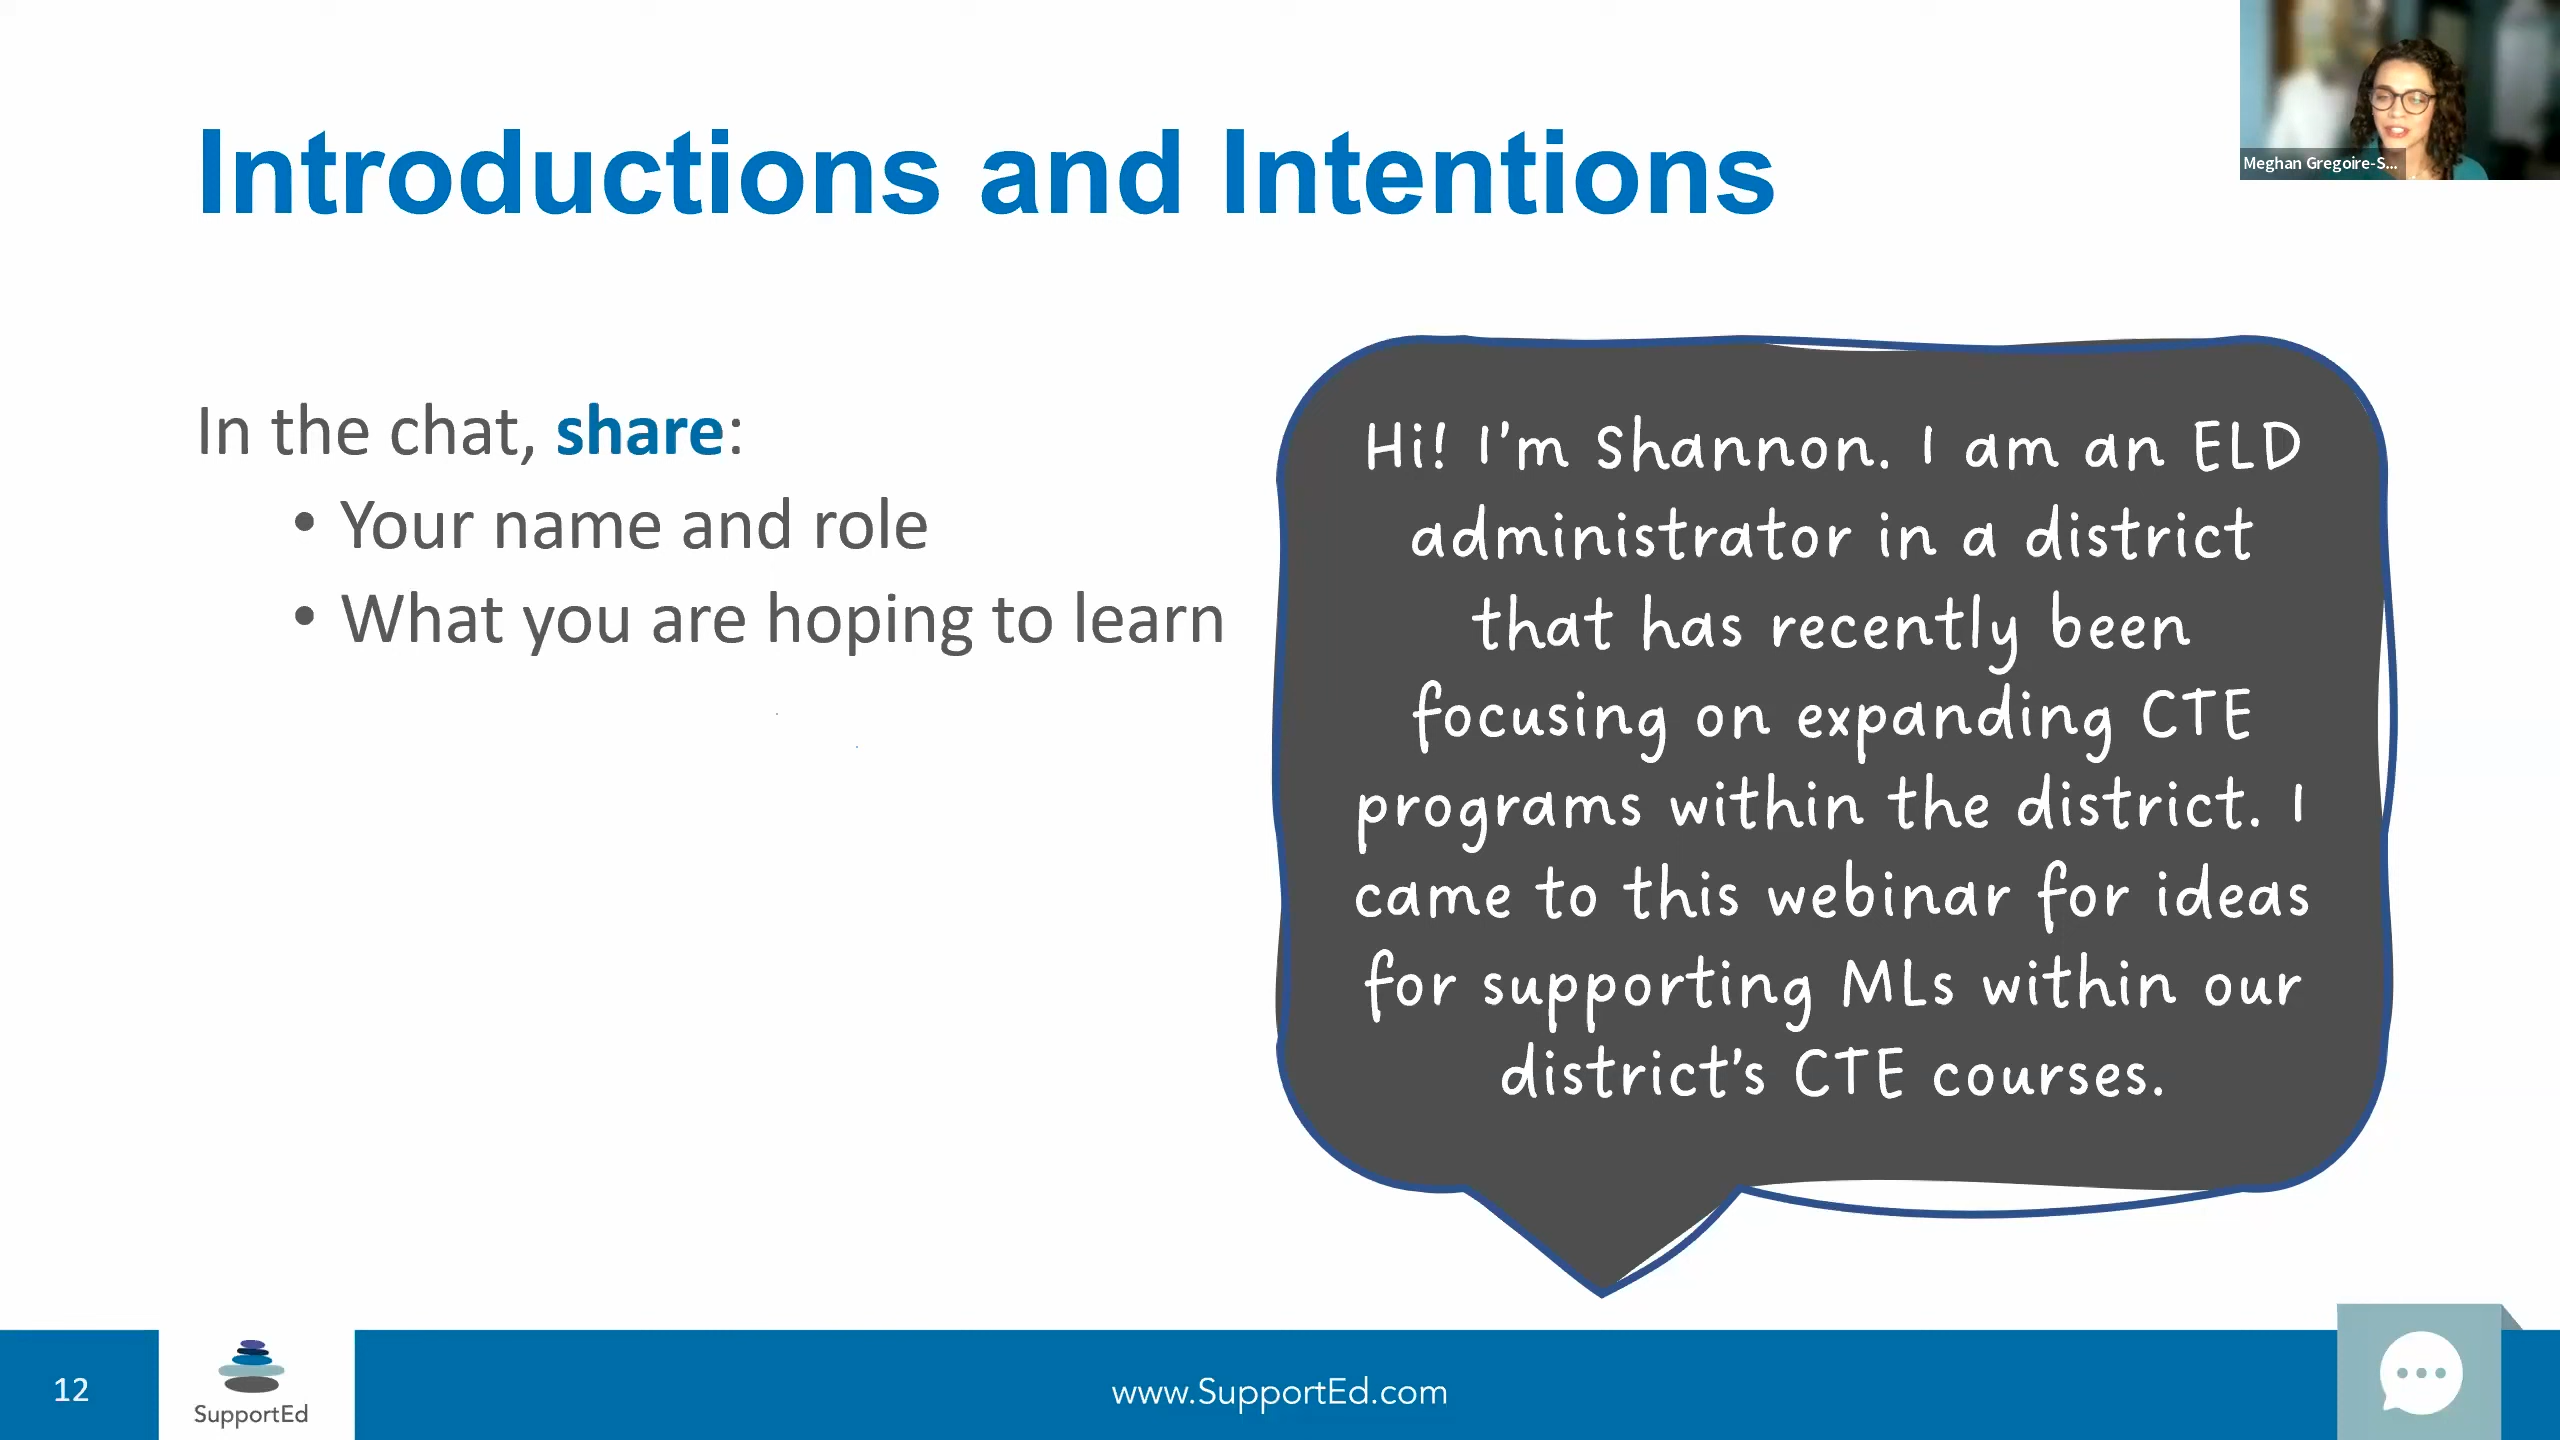 Introductions and Intentions
Meghan Gregoire-S...
In the chat, share:
• Your name and role
• What you are hoping to learn
Hi! I'm Shannon. I am an ELD
administrator in a district
that has recently been
focusing on expanding CTE
programs within the district. I
came to this webinar for ideas
for supporting MLs within our
district's CTE courses.
12
SupportEd
www.SupportEd.com